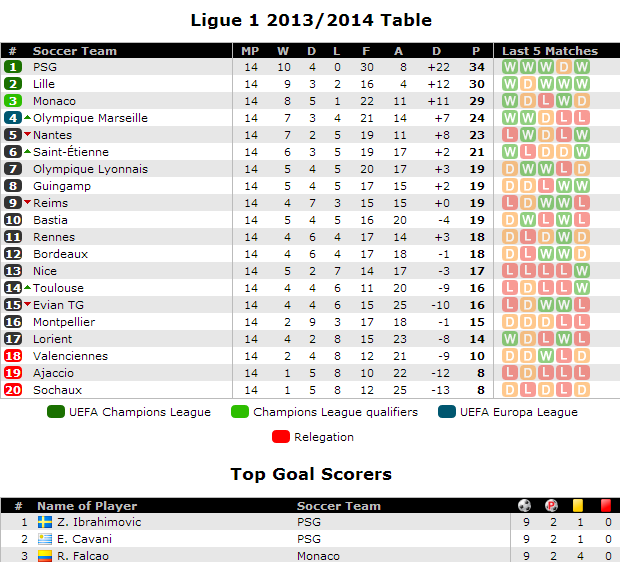 Ligue 1 2013/2014 Table
# Soccer Team MP W D L F A D P Last 5 Matches
1 PSG 14 10 4 0 30 8 +22 34 W W W D W
2 Lille 14 9 3 2 16 4 +12 30 W D W W W
3 Monaco 14 8 5 1 22 11 +11 29 W D L W D
4 Olympique Marseille 14 7 3 4 21 14 +7 24 W W D L L
5 Nantes 14 7 2 5 19 11 +8 23 L W D W L
6 Saint-Étienne 14 6 3 5 19 17 +2 21 W L D D W
7 Olympique Lyonnais 14 5 4 5 20 17 +3 19 D W W L D
8 Guingamp 14 5 4 5 17 15 +2 19 D D L W W
9 Reims 14 4 7 3 15 15 +0 19 L D W W L
10 Bastia 14 5 4 5 16 20 -4 19 D W L W L
11 Rennes 14 4 6 4 17 14 +3 18 D L D W D
12 Bordeaux 14 4 6 4 17 18 -1 18 D L W W D
13 Nice 14 5 2 7 14 17 -3 17 L L L L W
14 Toulouse 14 4 4 6 11 20 -9 16 L D L L W
15 Evian TG 14 4 4 6 15 25 -10 16 L D W W L
16 Montpellier 14 2 9 3 17 18 -1 15 D D D L L
17 Lorient 14 4 2 8 15 23 -8 14 W D L W L
18 Valenciennes 14 2 4 8 12 21 -9 10 D D W L D
19 Ajaccio 14 1 5 8 10 22 -12 8 L D L L L
20 Sochaux 14 1 5 8 12 25 -13 8 D L D L D
UEFA Champions League Champions League qualifiers UEFA Europa League
Relegation
Top Goal Scorers
# Name of Player Soccer Team P
1 Z. Ibrahimovic PSG 9 2 1 0
2 E. Cavani PSG 9 2 1 0
3 R. Falcao Monaco 9 2 4 0